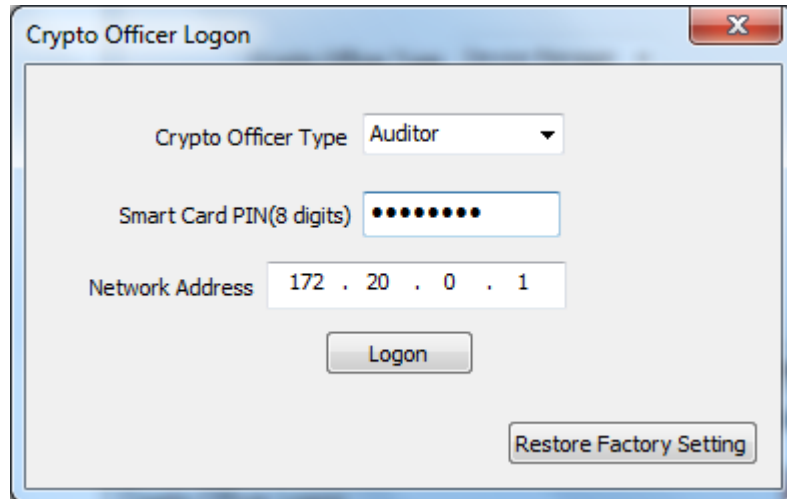 Crypto Officer Logon
Crypto Officer Type Auditor
Smart Card PIN(8 digits) ••••••••
Network Address 172 . 20 . 0 . 1
Logon
Restore Factory Setting